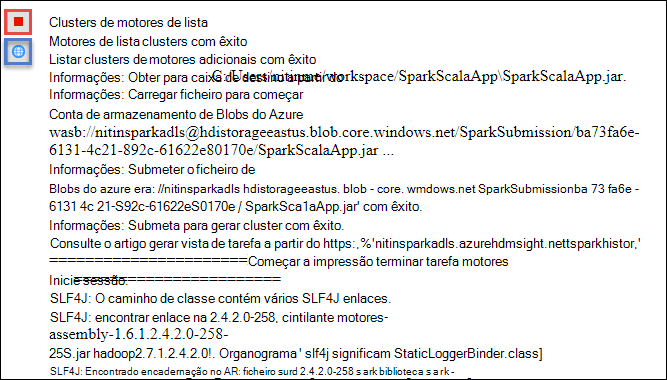 Clusters de motores de lista
Motores de lista clusters com êxito
Listar clusters de motores adicionais com êxito
Informações: Obter para caixa de destino a partir do C:\Users\nitinme\workspace\SparkScalaApp\SparkScalaApp.jar.
Informações: Carregar ficheiro para começar
Conta de armazenamento de Blobs do Azure
wasb://nitinsparkadls@hdistorageeastus.blob.core.windows.net/SparkSubmission/ba73fa6e-
6131-4c21-892c-61622e80170e/SparkScalaApp.jar ...
Informações: Submeter o ficheiro de
Blobs do azure era: //nitinsparkadls hdistorageeastus. blob - core. wmdows.net SparkSubmissionba 73 fa6e -
6131 4c 21-S92c-61622eS0170e / SparkSca1aApp.jar' com êxito.
Informações: Submeta para gerar cluster com êxito.
Consulte o artigo gerar vista de tarefa a partir do https:,%'nitinsparkadls.azurehdmsight.nettsparkhistor,'
======================Começar a impressão terminar tarefa motores
Inicie sessão.======================
SLF4J: O caminho de classe contém vários SLF4J enlaces.
SLF4J: encontrar enlace na 2.4.2.0-258, cintilante motores-
assembly-1.6.1.2.4.2.0-258-
25S.jar hadoop2.7.1.2.4.2.0!. Organograma ' slf4j significam StaticLoggerBinder.class]
SLF4J: Encontrado encadernação no AR: ficheiro surd 2.4.2.0-258 s ark biblioteca s a r k -